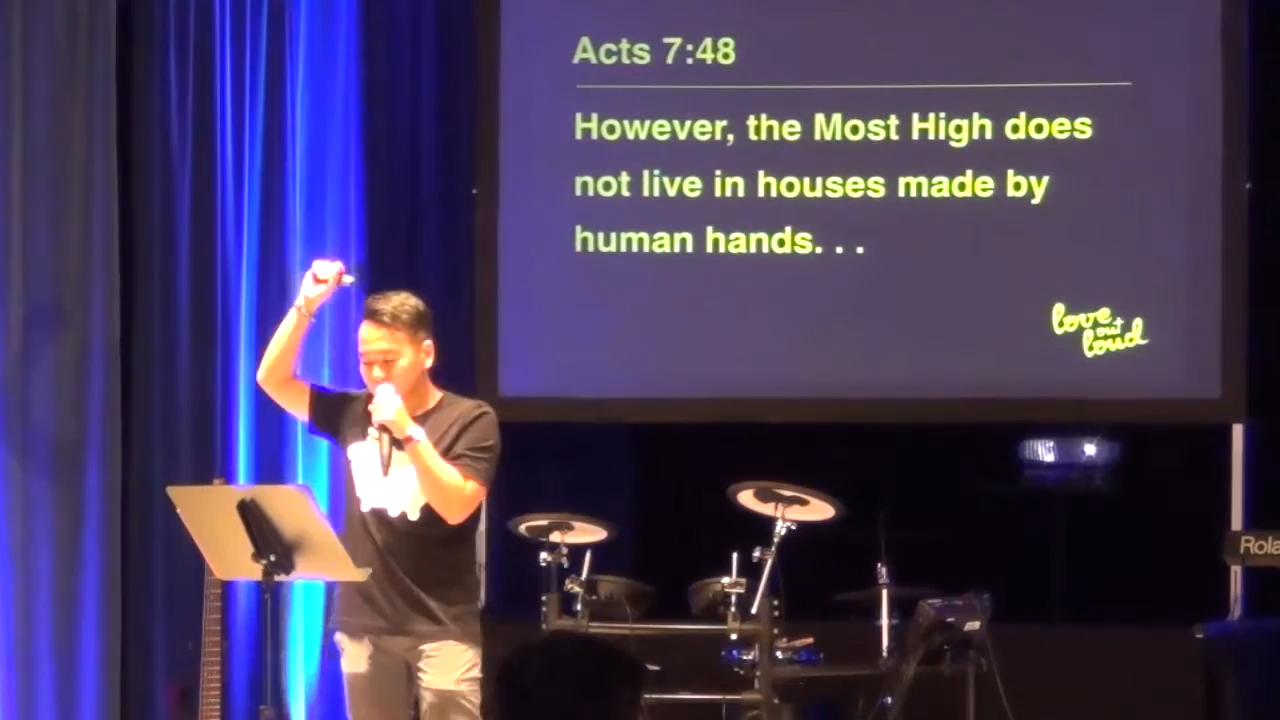 Acts 7:48
However, the Most High does
not live in houses made by
human hands. . .
love
out
loud